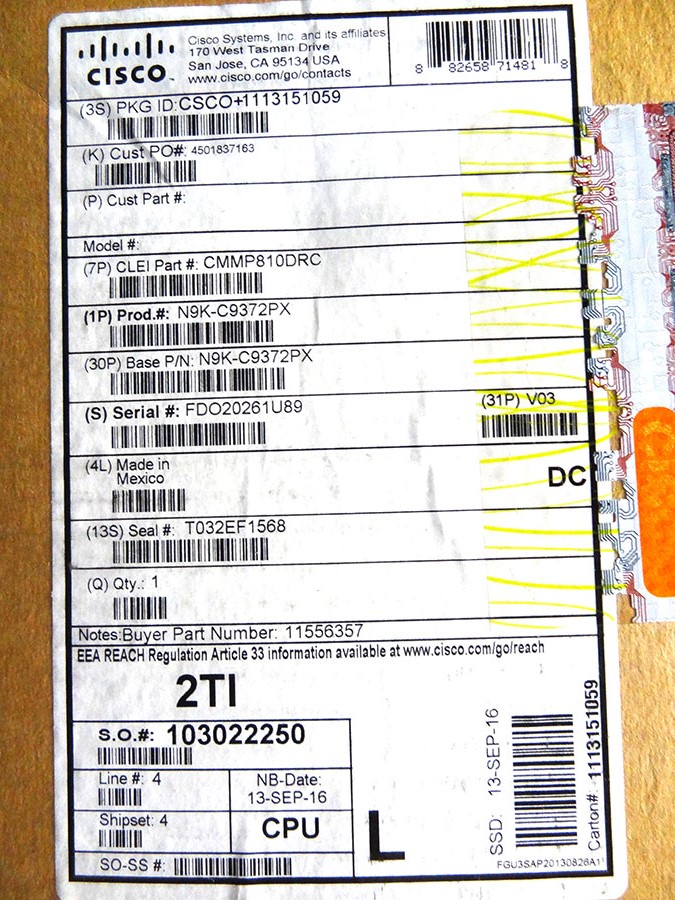 CISCO
Cisco Systems, Inc. and its affiliates
170 West Tasman Drive
San Jose, CA 95134 USA
www.cisco.com/go/contacts
8 82658 71481 8
(3S) PKG ID:CSCO+1113151059
(K) Cust PO#: 4501837163
(P) Cust Part #:
Model #:
(7P) CLEI Part #: CMMP810DRC
(1P) Prod.#: N9K-C9372PX
(30P) Base P/N: N9K-C9372PX
(S) Serial #: FDO20261U89
(31P) V03
(4L) Made in
Mexico
DC
(13S) Seal #: T032EF1568
(Q) Qty.: 1
Notes:Buyer Part Number: 11556357
EEA REACH Regulation Article 33 information available at www.cisco.com/go/reach
2TI
S.O.#: 103022250
Line #: 4
NB-Date:
13-SEP-16
Shipset: 4
CPU
SO-SS #:
L
SSD: 13-SEP-16
Carton#: 1113151059
FGU3SAP20130826A1